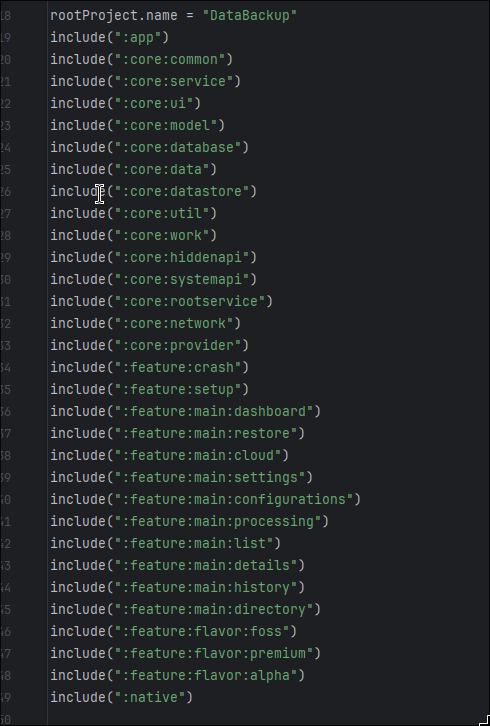 18 rootProject.name = "DataBackup"
19 include(":app")
20 include(":core:common")
21 include(":core:service")
22 include(":core:ui")
23 include(":core:model")
24 include(":core:database")
25 include(":core:data")
26 include(":core:datastore")
27 include(":core:util")
28 include(":core:work")
29 include(":core:hiddenapi")
30 include(":core:systemapi")
31 include(":core:rootservice")
32 include(":core:network")
33 include(":core:provider")
34 include(":feature:crash")
35 include(":feature:setup")
36 include(":feature:main:dashboard")
37 include(":feature:main:restore")
38 include(":feature:main:cloud")
39 include(":feature:main:settings")
40 include(":feature:main:configurations")
41 include(":feature:main:processing")
42 include(":feature:main:list")
43 include(":feature:main:details")
44 include(":feature:main:history")
45 include(":feature:main:directory")
46 include(":feature:flavor:foss")
47 include(":feature:flavor:premium")
48 include(":feature:flavor:alpha")
49 include(":native")
50